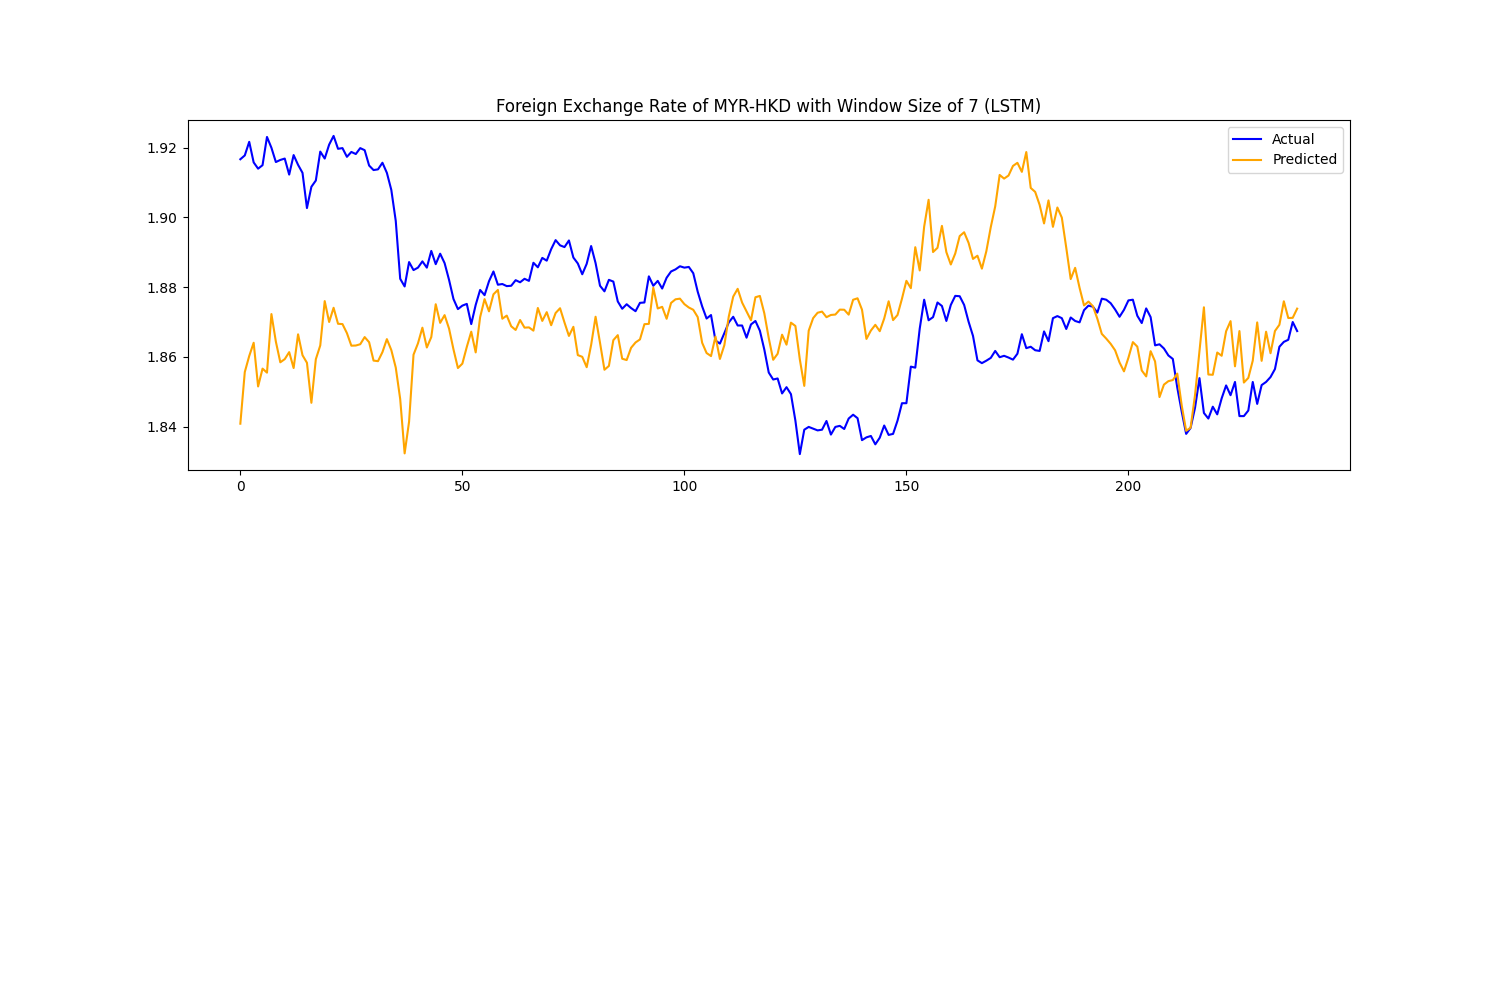 Foreign Exchange Rate of MYR-HKD with Window Size of 7 (LSTM)
Actual
Predicted
1.92
1.90
1.88
1.86
1.84
0 50 100 150 200